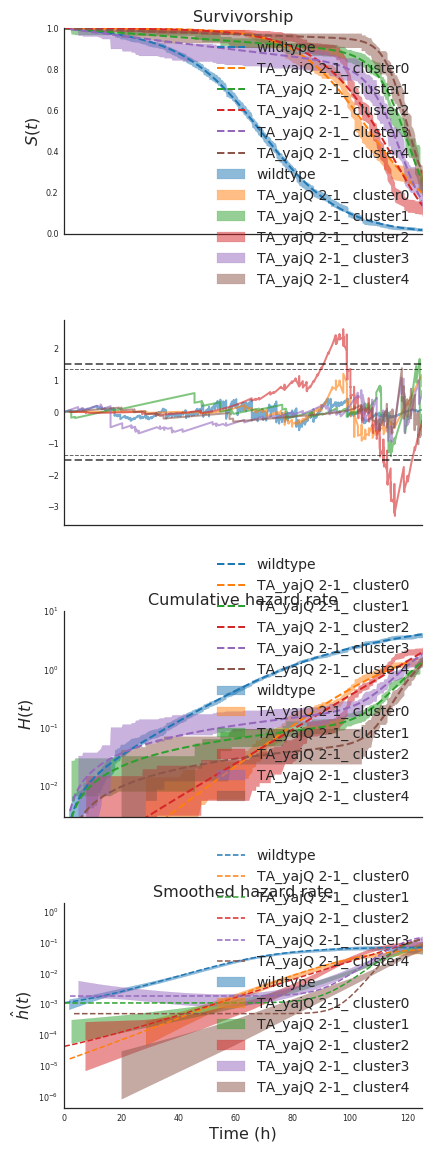 Survivorship
1.0
0.8
0.6
0.4
0.2
0.0
S(t)
wildtype
TA_yajQ 2-1_ cluster0
TA_yajQ 2-1_ cluster1
TA_yajQ 2-1_ cluster2
TA_yajQ 2-1_ cluster3
TA_yajQ 2-1_ cluster4
wildtype
TA_yajQ 2-1_ cluster0
TA_yajQ 2-1_ cluster1
TA_yajQ 2-1_ cluster2
TA_yajQ 2-1_ cluster3
TA_yajQ 2-1_ cluster4
2
1
0
−1
−2
−3
wildtype
TA_yajQ 2-1_ cluster0
Cumulative hazard rate
TA_yajQ 2-1_ cluster1
TA_yajQ 2-1_ cluster2
TA_yajQ 2-1_ cluster3
TA_yajQ 2-1_ cluster4
wildtype
TA_yajQ 2-1_ cluster0
TA_yajQ 2-1_ cluster1
TA_yajQ 2-1_ cluster2
TA_yajQ 2-1_ cluster3
TA_yajQ 2-1_ cluster4
10¹
10⁰
10⁻¹
10⁻²
H(t)
wildtype
TA_yajQ 2-1_ cluster0
Smoothed hazard rate
TA_yajQ 2-1_ cluster1
TA_yajQ 2-1_ cluster2
TA_yajQ 2-1_ cluster3
TA_yajQ 2-1_ cluster4
wildtype
TA_yajQ 2-1_ cluster0
TA_yajQ 2-1_ cluster1
TA_yajQ 2-1_ cluster2
TA_yajQ 2-1_ cluster3
TA_yajQ 2-1_ cluster4
10⁰
10⁻¹
10⁻²
10⁻³
10⁻⁴
10⁻⁵
10⁻⁶
ĥ(t)
0 20 40 60 80 100 120
Time (h)